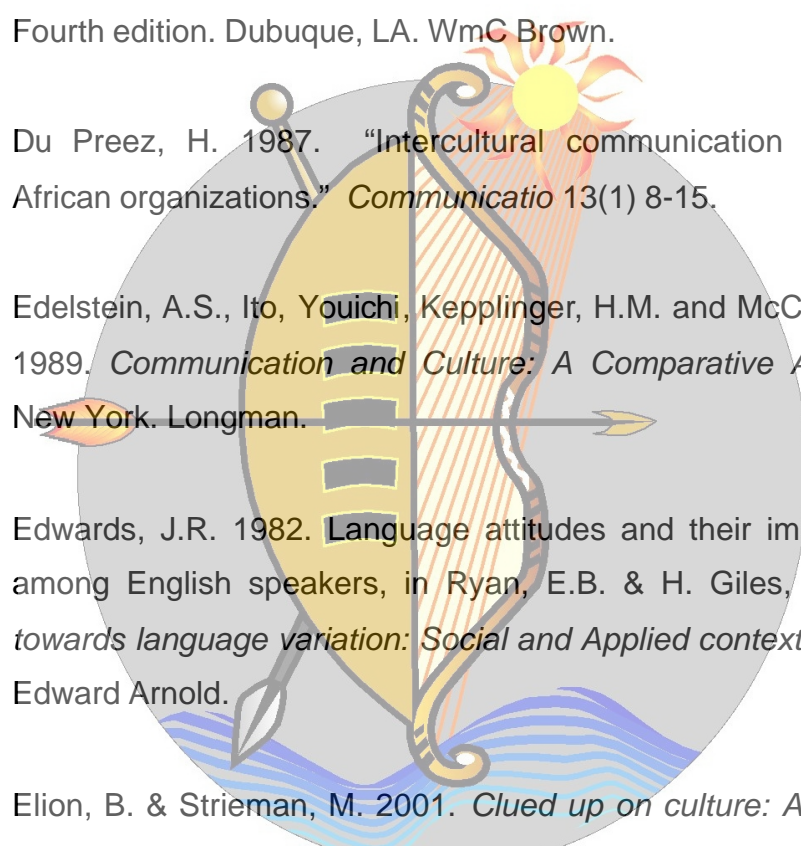 Fourth edition. Dubuque, LA. WmC Brown.
Du Preez, H. 1987. “Intercultural communication
African organizations.” Communicatio 13(1) 8-15.
Edelstein, A.S., Ito, Youichi, Kepplinger, H.M. and McC
1989. Communication and Culture: A Comparative A
New York. Longman.
Edwards, J.R. 1982. Language attitudes and their im
among English speakers, in Ryan, E.B. & H. Giles,
towards language variation: Social and Applied context
Edward Arnold.
Elion, B. & Strieman, M. 2001. Clued up on culture: A